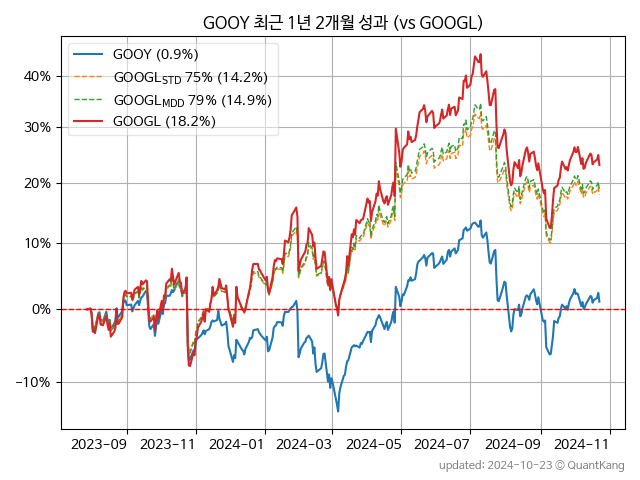 GOOY 최근 1년 2개월 성과 (vs GOOGL)
GOOY (0.9%)
GOOGL_STD 75% (14.2%)
GOOGL_MDD 79% (14.9%)
GOOGL (18.2%)
40%
30%
20%
10%
0%
−10%
2023-09 2023-11 2024-01 2024-03 2024-05 2024-07 2024-09 2024-11
updated: 2024-10-23 © QuantKang